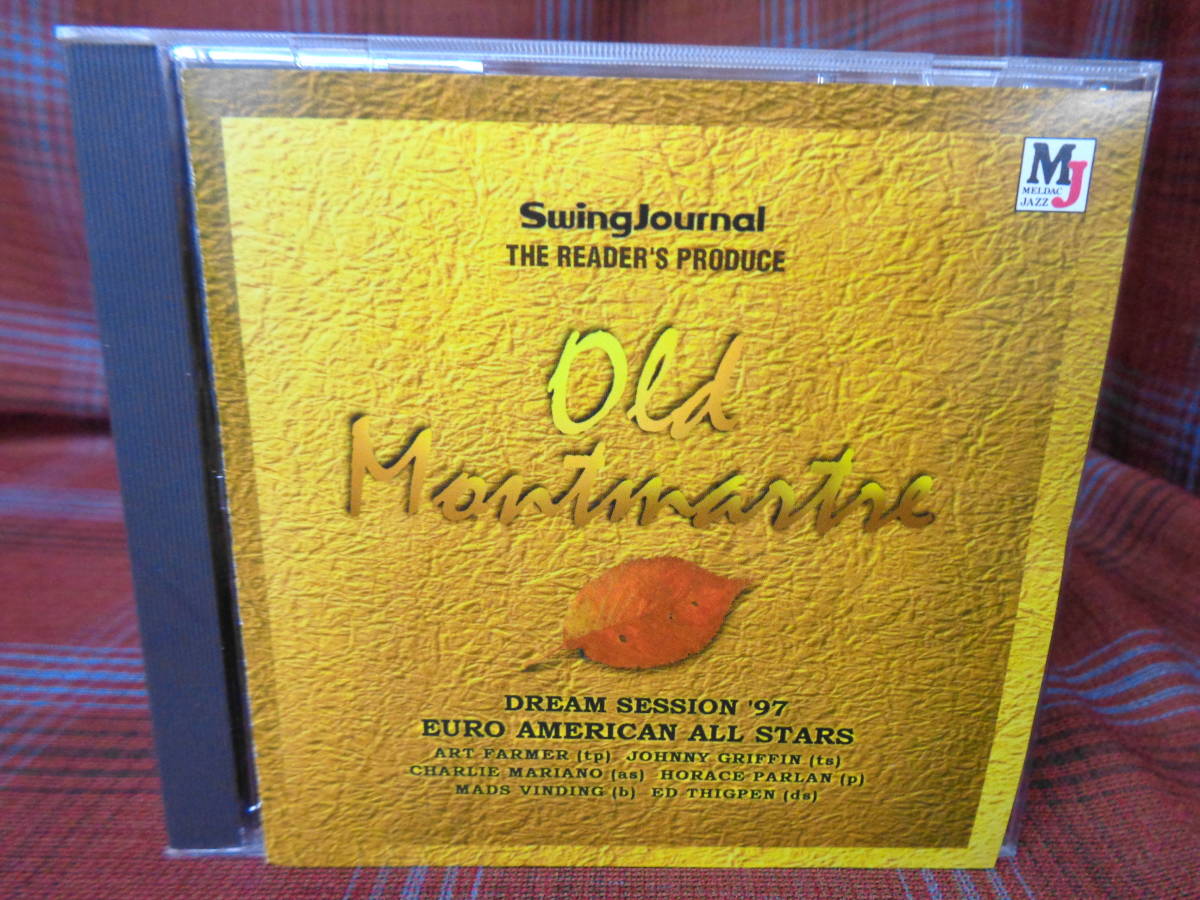 MJ
MELDAC
JAZZ
SwingJournal
THE READER'S PRODUCE
Old
Montmartre
DREAM SESSION '97
EURO AMERICAN ALL STARS
ART FARMER (tp) JOHNNY GRIFFIN (ts)
CHARLIE MARIANO (as) HORACE PARLAN (p)
MADS VINDING (b) ED THIGPEN (ds)